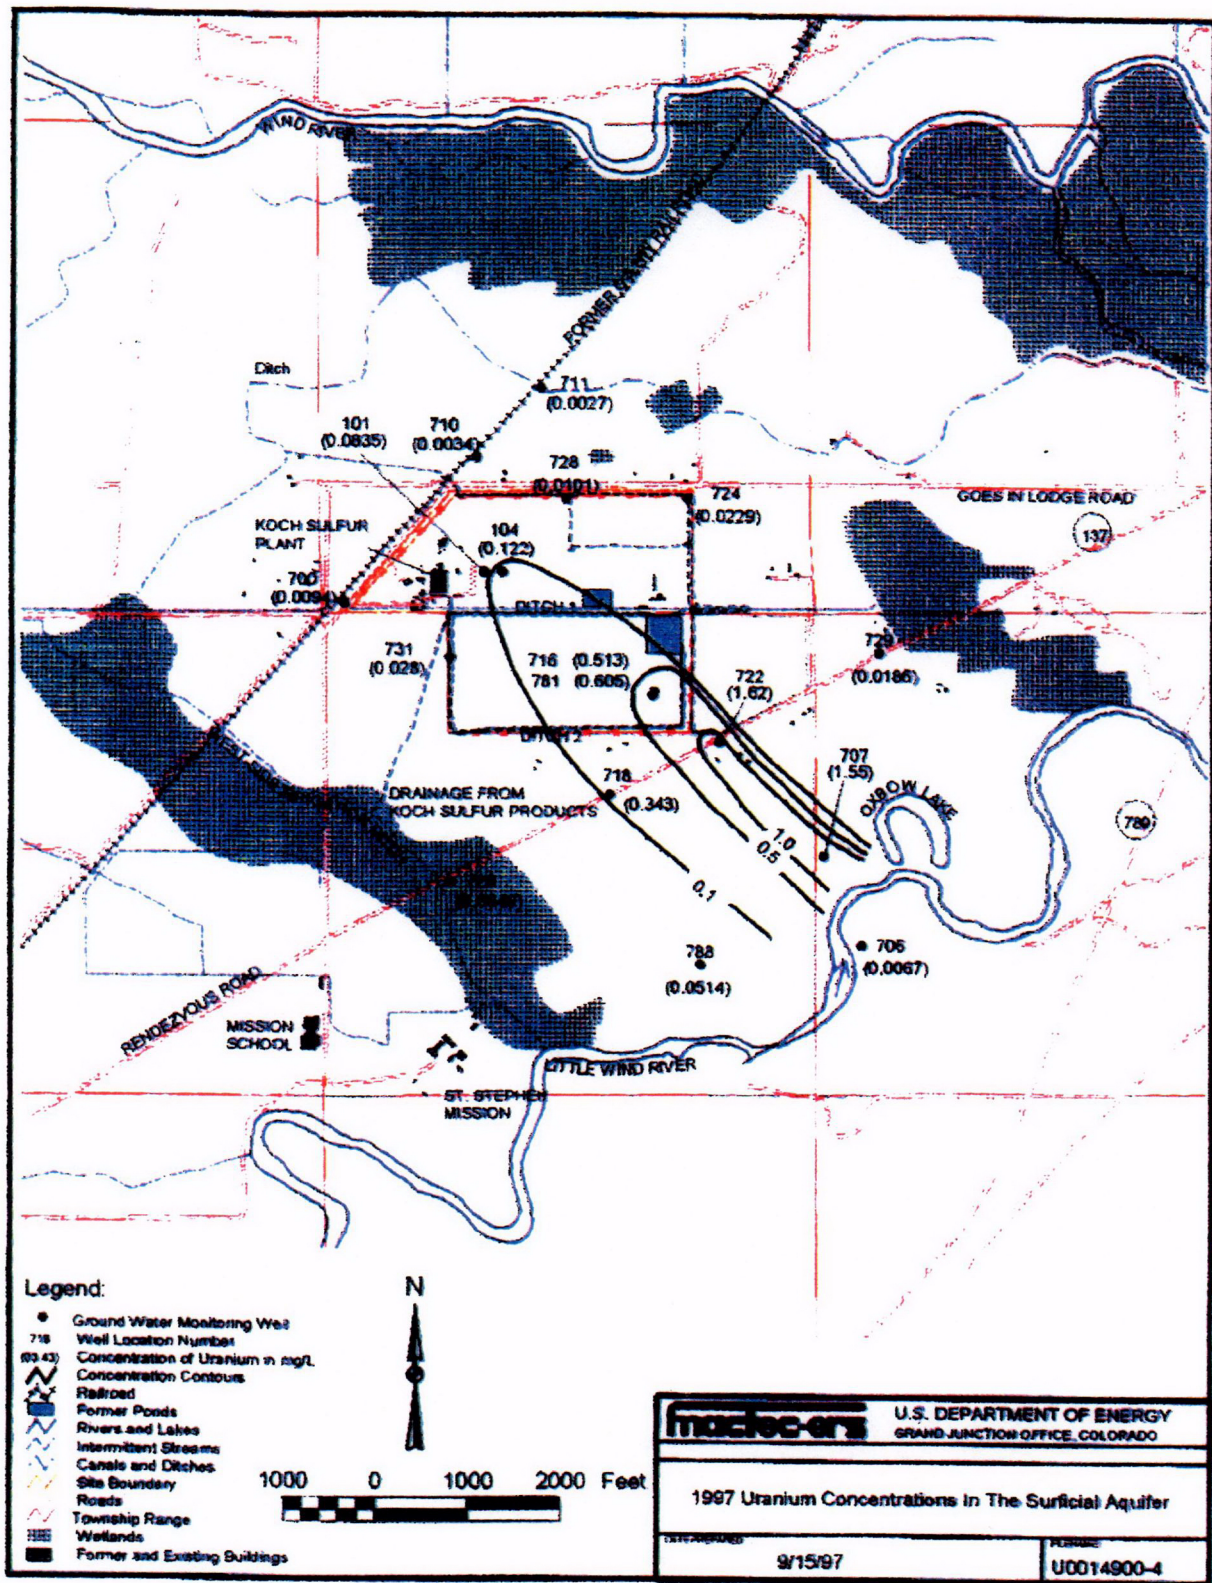 WIND RIVER
Ditch
711
(0.0027)
101
(0.0835)
710
(0.0034)
728
(0.0101)
724
(0.0229)
GOES IN LODGE ROAD
137
KOCH SULFUR
PLANT
104
(0.122)
700
(0.0094)
DITCH 1
731
(0.028)
716 (0.513)
781 (0.605)
722
(1.62)
729
(0.0186)
DITCH 2
707
(1.55)
OXBOW LAKE
789
DRAINAGE FROM
KOCH SULFUR PRODUCTS
718
(0.343)
1.0
0.5
0.1
788
(0.0514)
706
(0.0067)
RENDEZVOUS ROAD
MISSION
SCHOOL
LITTLE WIND RIVER
ST. STEPHEN
MISSION
Legend:
Ground Water Monitoring Well
718 Well Location Number
Concentration of Uranium in mg/L
Concentration Contours
Railroad
Former Ponds
Rivers and Lakes
Intermittent Streams
Canals and Ditches
Site Boundary
Roads
Township Range
Wetlands
Former and Existing Buildings
N
1000 0 1000 2000 Feet
mactec-ers
U.S. DEPARTMENT OF ENERGY
GRAND JUNCTION OFFICE, COLORADO
1997 Uranium Concentrations In The Surficial Aquifer
9/15/97
U0014900-4